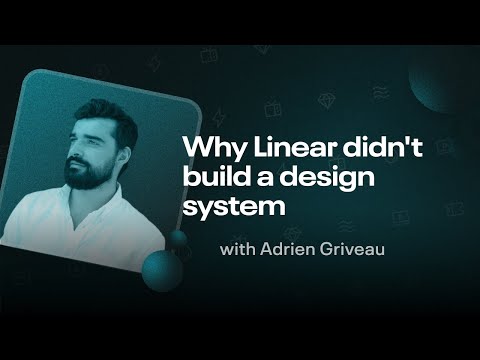 Why Linear didn't
build a design
system
with Adrien Griveau